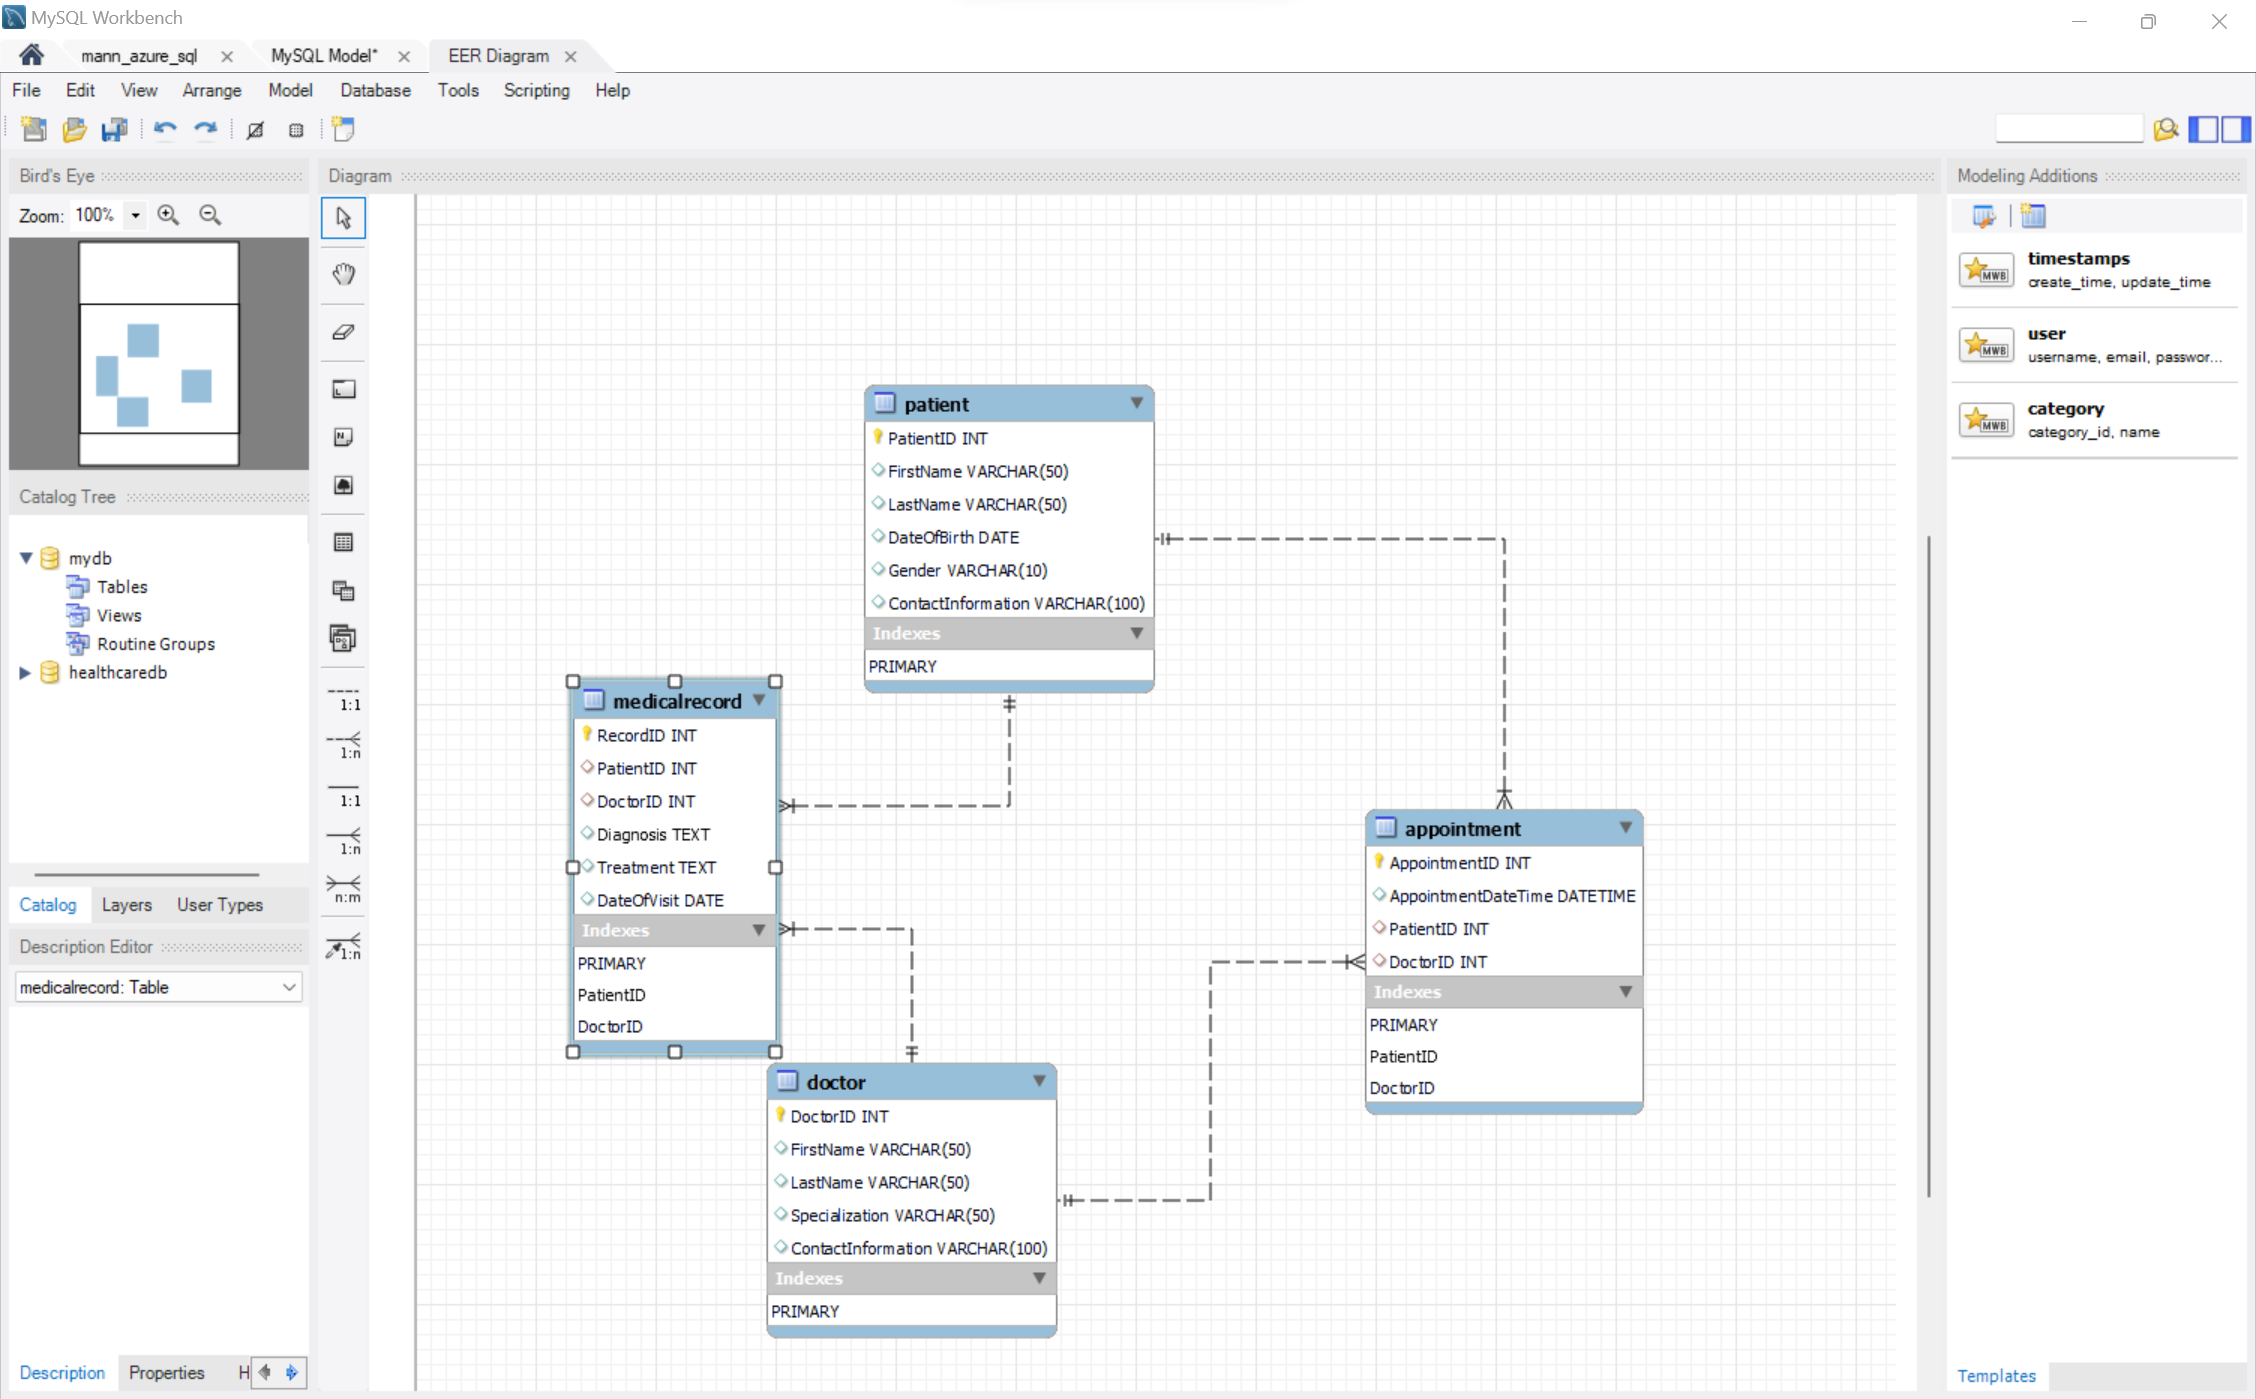 MySQL Workbench
mann_azure_sql
MySQL Model*
EER Diagram
File Edit View Arrange Model Database Tools Scripting Help
Bird's Eye
Zoom: 100%
Catalog Tree
mydb
Tables
Views
Routine Groups
healthcaredb
Catalog Layers User Types
Description Editor
medicalrecord: Table
Description Properties H
Diagram
L
N
1:1
1:n
1:1
1:n
n:m
1:n
patient
PatientID INT
FirstName VARCHAR(50)
LastName VARCHAR(50)
DateOfBirth DATE
Gender VARCHAR(10)
ContactInformation VARCHAR(100)
Indexes
PRIMARY
medicalrecord
RecordID INT
PatientID INT
DoctorID INT
Diagnosis TEXT
Treatment TEXT
DateOfVisit DATE
Indexes
PRIMARY
PatientID
DoctorID
doctor
DoctorID INT
FirstName VARCHAR(50)
LastName VARCHAR(50)
Specialization VARCHAR(50)
ContactInformation VARCHAR(100)
Indexes
PRIMARY
appointment
AppointmentID INT
AppointmentDateTime DATETIME
PatientID INT
DoctorID INT
Indexes
PRIMARY
PatientID
DoctorID
Modeling Additions
MWB
timestamps
create_time, update_time
MWB
user
username, email, passwor...
MWB
category
category_id, name
Templates